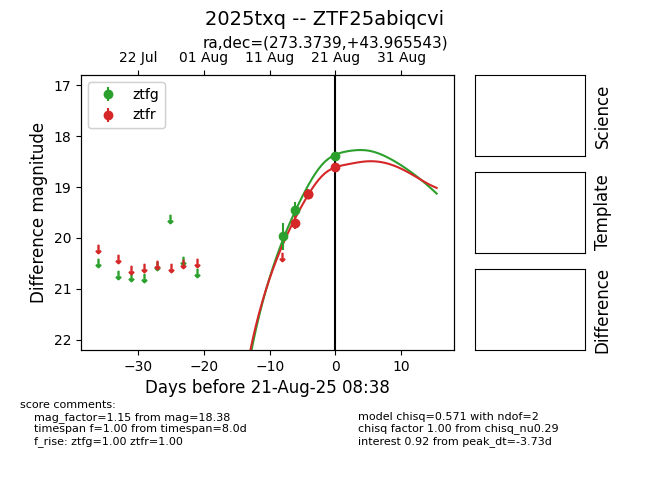 2025txq -- ZTF25abiqcvi
ra,dec=(273.3739,+43.965543)
22 Jul 01 Aug 11 Aug 21 Aug 31 Aug
ztfg
ztfr
17
18
19
20
21
22
Difference magnitude
−30 −20 −10 0 10
Days before 21-Aug-25 08:38
Science
Template
Difference
score comments:
mag_factor=1.15 from mag=18.38
timespan f=1.00 from timespan=8.0d
f_rise: ztfg=1.00 ztfr=1.00
model chisq=0.571 with ndof=2
chisq factor 1.00 from chisq_nu0.29
interest 0.92 from peak_dt=-3.73d